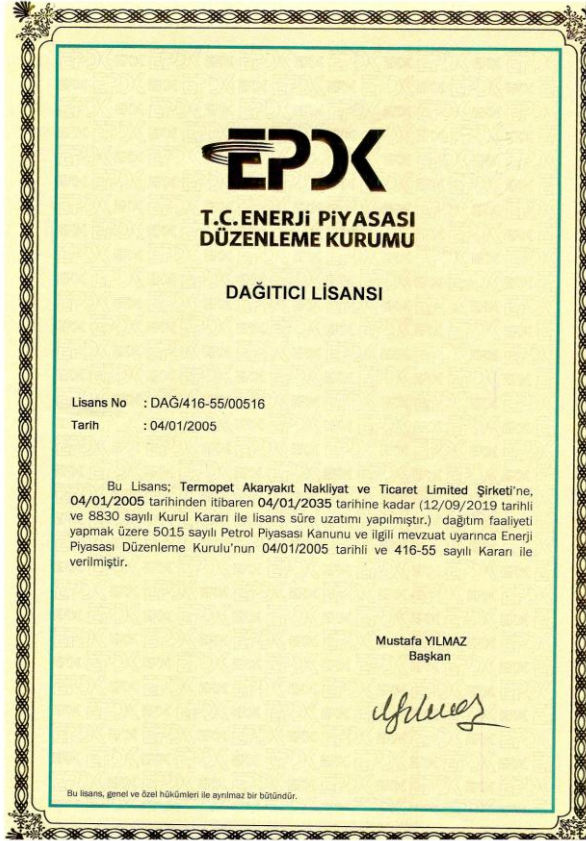 EPDK
T.C.ENERJİ PİYASASI
DÜZENLEME KURUMU
DAĞITICI LİSANSI
Lisans No : DAĞ/416-55/00516
Tarih : 04/01/2005
Bu Lisans; Termopet Akaryakıt Nakliyat ve Ticaret Limited Şirketi'ne,
04/01/2005 tarihinden itibaren 04/01/2035 tarihine kadar (12/09/2019 tarihli
ve 8830 sayılı Kurul Kararı ile lisans süre uzatımı yapılmıştır.) dağıtım faaliyeti
yapmak üzere 5015 sayılı Petrol Piyasası Kanunu ve ilgili mevzuat uyarınca Enerji
Piyasası Düzenleme Kurulu'nun 04/01/2005 tarihli ve 416-55 sayılı Kararı ile
verilmiştir.
Mustafa YILMAZ
Başkan
Bu lisans, genel ve özel hükümleri ile ayrılmaz bir bütündür.